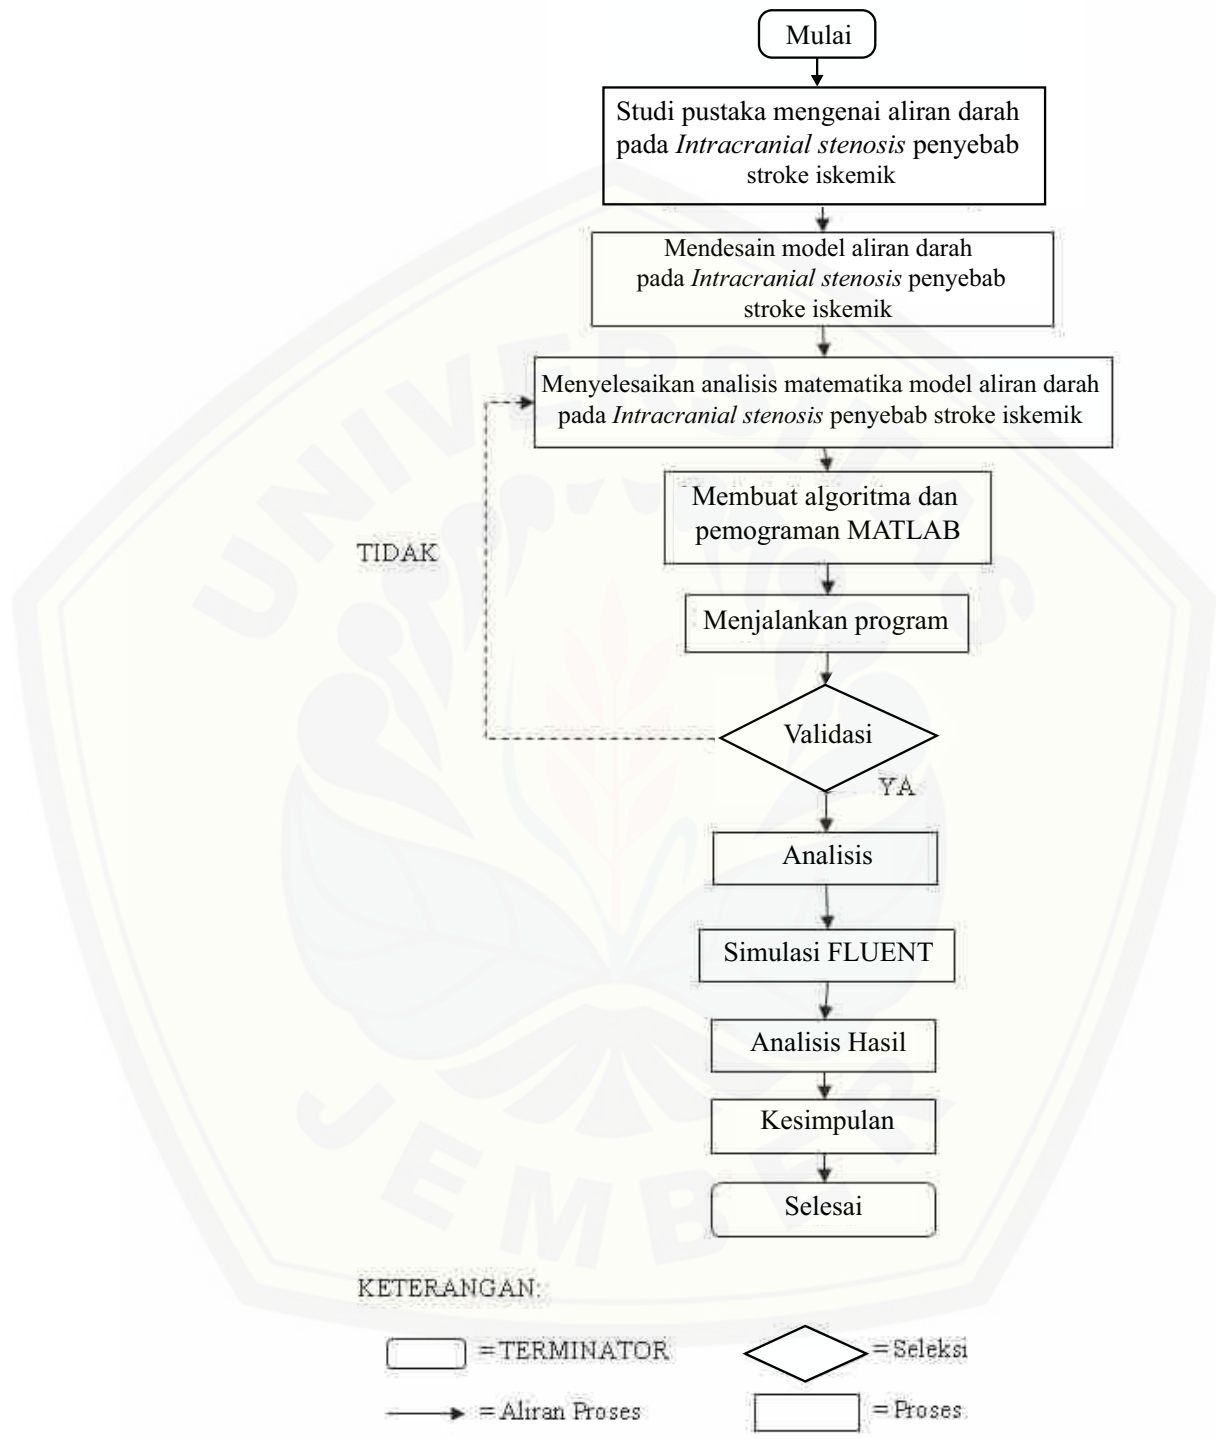 Mulai
Studi pustaka mengenai aliran darah
pada Intracranial stenosis penyebab
stroke iskemik
Mendesain model aliran darah
pada Intracranial stenosis penyebab
stroke iskemik
Menyelesaikan analisis matematika model aliran darah
pada Intracranial stenosis penyebab stroke iskemik
Membuat algoritma dan
pemograman MATLAB
TIDAK
Menjalankan program
Validasi
YA
Analisis
Simulasi FLUENT
Analisis Hasil
Kesimpulan
Selesai
KETERANGAN:
= TERMINATOR
= Seleksi
= Aliran Proses
= Proses
UNIVERSITAS
JEMBER